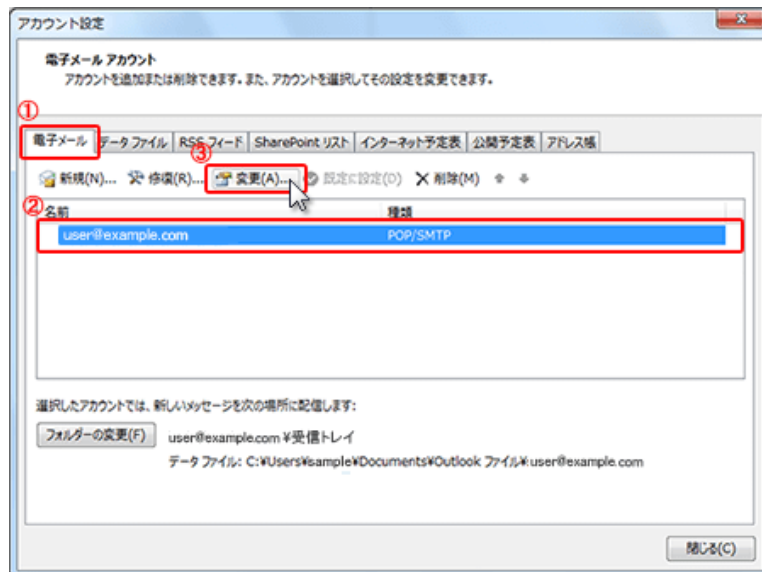 アカウント設定
電子メール アカウント
アカウントを追加または削除できます。また、アカウントを選択してその設定を変更できます。
①
電子メール データ ファイル RSS フィード SharePoint リスト インターネット予定表 公開予定表 アドレス帳
③
新規(N)... 修復(R)... 変更(A)... 既定に設定(D) 削除(M)
②
名前 種類
user@example.com POP/SMTP
選択したアカウントでは、新しいメッセージを次の場所に配信します:
フォルダーの変更(F) user@example.com ¥受信トレイ
データ ファイル: C:¥Users¥sample¥Documents¥Outlook ファイル¥:user@example.com
閉じる(C)